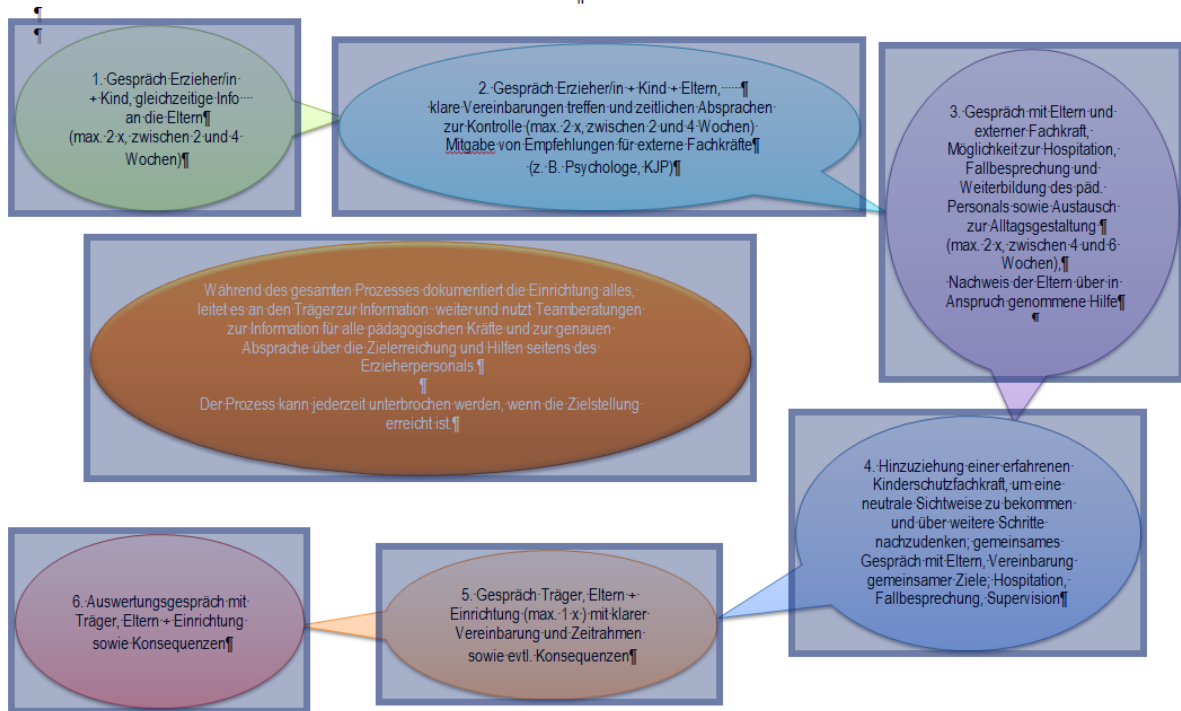 1. Gespräch Erzieher/in
+ Kind, gleichzeitige Info
an die Eltern¶
(max. 2 x, zwischen 2 und 4
Wochen)¶
2. Gespräch Erzieher/in + Kind + Eltern,
klare Vereinbarungen treffen und zeitlichen Absprachen
zur Kontrolle (max. 2 x, zwischen 2 und 4 Wochen)
Mitgabe von Empfehlungen für externe Fachkräfte¶
(z. B. Psychologe, KJP)¶
3. Gespräch mit Eltern und
externer Fachkraft,
Möglichkeit zur Hospitation,
Fallbesprechung und
Weiterbildung des päd.
Personals sowie Austausch
zur Alltagsgestaltung
(max. 2 x, zwischen 4 und 6
Wochen),¶
Nachweis der Eltern über in
Anspruch genommene Hilfe¶
¶
Während des gesamten Prozesses dokumentiert die Einrichtung alles,
leitet es an den Träger zur Information weiter und nutzt Teamberatungen
zur Information für alle pädagogischen Kräfte und zur genauen
Absprache über die Zielerreichung und Hilfen seitens des
Erzieherpersonals.¶
¶
Der Prozess kann jederzeit unterbrochen werden, wenn die Zielstellung
erreicht ist.¶
4. Hinzuziehung einer erfahrenen
Kinderschutzfachkraft, um eine
neutrale Sichtweise zu bekommen
und über weitere Schritte
nachzudenken; gemeinsames
Gespräch mit Eltern, Vereinbarung
gemeinsamer Ziele; Hospitation,
Fallbesprechung, Supervision¶
5. Gespräch Träger, Eltern +
Einrichtung (max. 1 x ) mit klarer
Vereinbarung und Zeitrahmen
sowie evtl. Konsequenzen¶
6. Auswertungsgespräch mit
Träger, Eltern + Einrichtung
sowie Konsequenzen¶